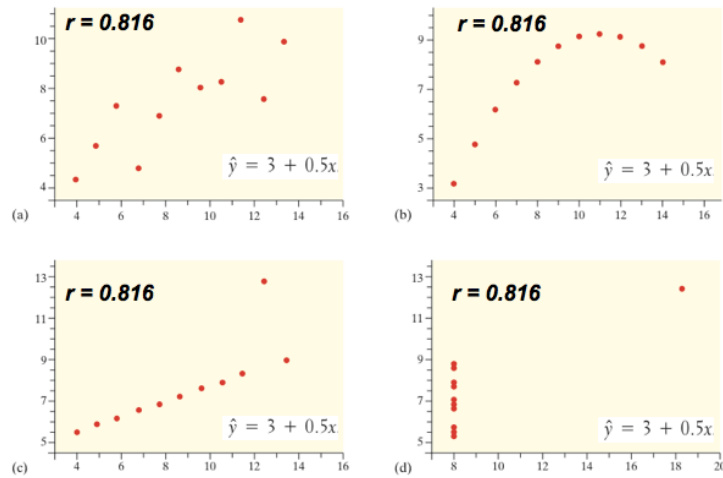 r = 0.816
10
8
6
4
ŷ = 3 + 0.5x
4 6 8 10 12 14 16
(a)
r = 0.816
9
7
5
3
ŷ = 3 + 0.5x
4 6 8 10 12 14 16
(b)
r = 0.816
13
11
9
7
5
ŷ = 3 + 0.5x
4 6 8 10 12 14 16
(c)
r = 0.816
13
11
9
7
5
ŷ = 3 + 0.5x
8 10 12 14 16 18 20
(d)